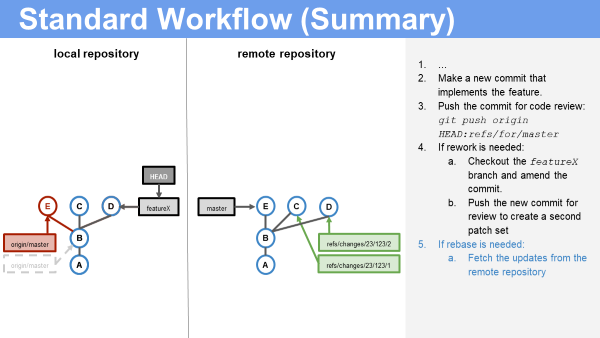 Standard Workflow (Summary)
local repository
remote repository
HEAD
E
C
D
featureX
origin/master
B
origin/master
A
master
E
C
D
B
refs/changes/23/123/2
A
refs/changes/23/123/1
1. ...
2. Make a new commit that
implements the feature.
3. Push the commit for code review:
git push origin
HEAD:refs/for/master
4. If rework is needed:
a. Checkout the featureX
branch and amend the
commit.
b. Push the new commit for
review to create a second
patch set
5. If rebase is needed:
a. Fetch the updates from the
remote repository